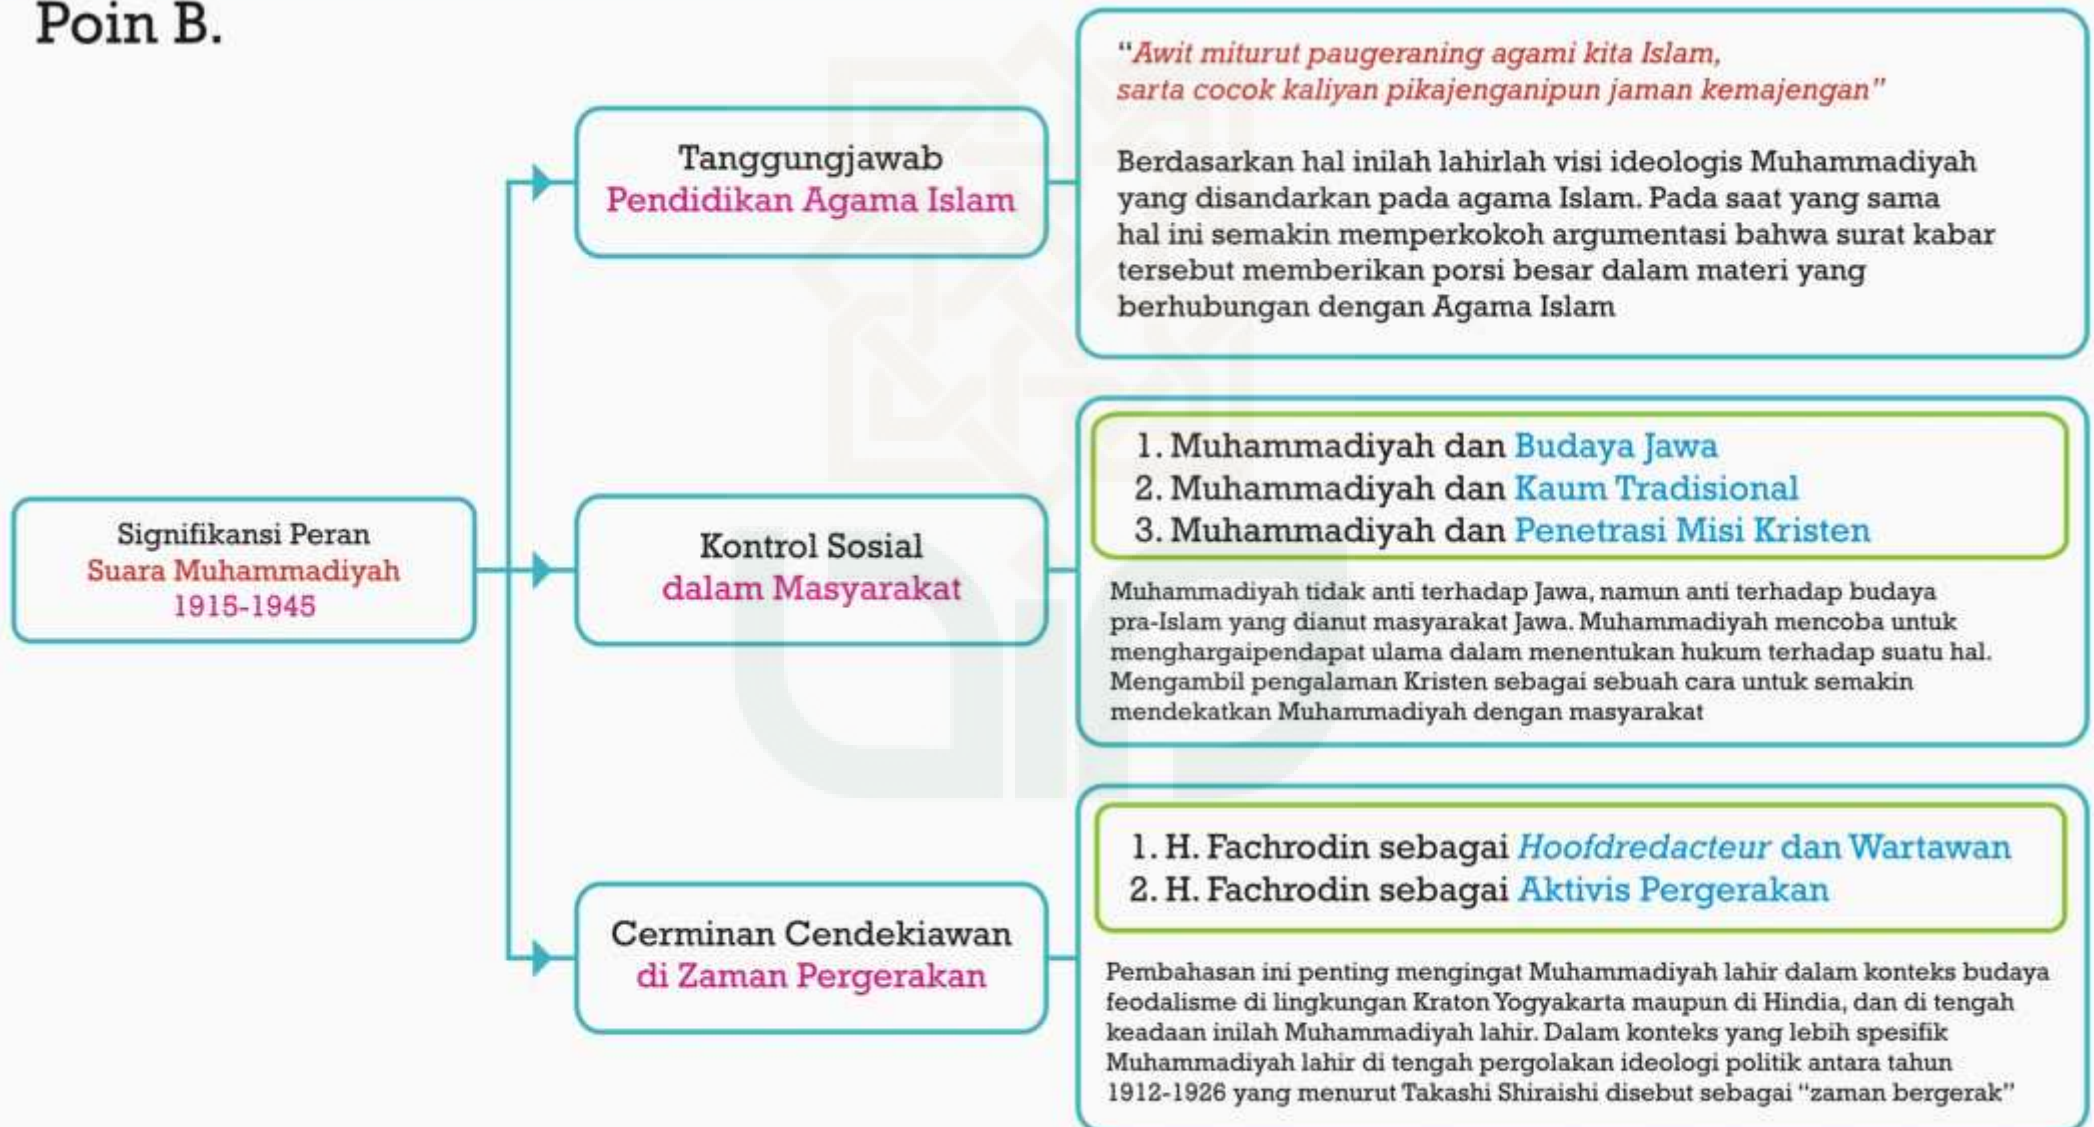 Poin B.
Signifikansi Peran
Suara Muhammadiyah
1915-1945
Tanggungjawab
Pendidikan Agama Islam
"Awit miturut paugeraning agami kita Islam,
sarta cocok kaliyan pikajenganipun jaman kemajengan"
Berdasarkan hal inilah lahirlah visi ideologis Muhammadiyah
yang disandarkan pada agama Islam. Pada saat yang sama
hal ini semakin memperkokoh argumentasi bahwa surat kabar
tersebut memberikan porsi besar dalam materi yang
berhubungan dengan Agama Islam
Kontrol Sosial
dalam Masyarakat
1. Muhammadiyah dan Budaya Jawa
2. Muhammadiyah dan Kaum Tradisional
3. Muhammadiyah dan Penetrasi Misi Kristen
Muhammadiyah tidak anti terhadap Jawa, namun anti terhadap budaya
pra-Islam yang dianut masyarakat Jawa. Muhammadiyah mencoba untuk
menghargaipendapat ulama dalam menentukan hukum terhadap suatu hal.
Mengambil pengalaman Kristen sebagai sebuah cara untuk semakin
mendekatkan Muhammadiyah dengan masyarakat
Cerminan Cendekiawan
di Zaman Pergerakan
1. H. Fachrodin sebagai Hoofdredacteur dan Wartawan
2. H. Fachrodin sebagai Aktivis Pergerakan
Pembahasan ini penting mengingat Muhammadiyah lahir dalam konteks budaya
feodalisme di lingkungan Kraton Yogyakarta maupun di Hindia, dan di tengah
keadaan inilah Muhammadiyah lahir. Dalam konteks yang lebih spesifik
Muhammadiyah lahir di tengah pergolakan ideologi politik antara tahun
1912-1926 yang menurut Takashi Shiraishi disebut sebagai "zaman bergerak"